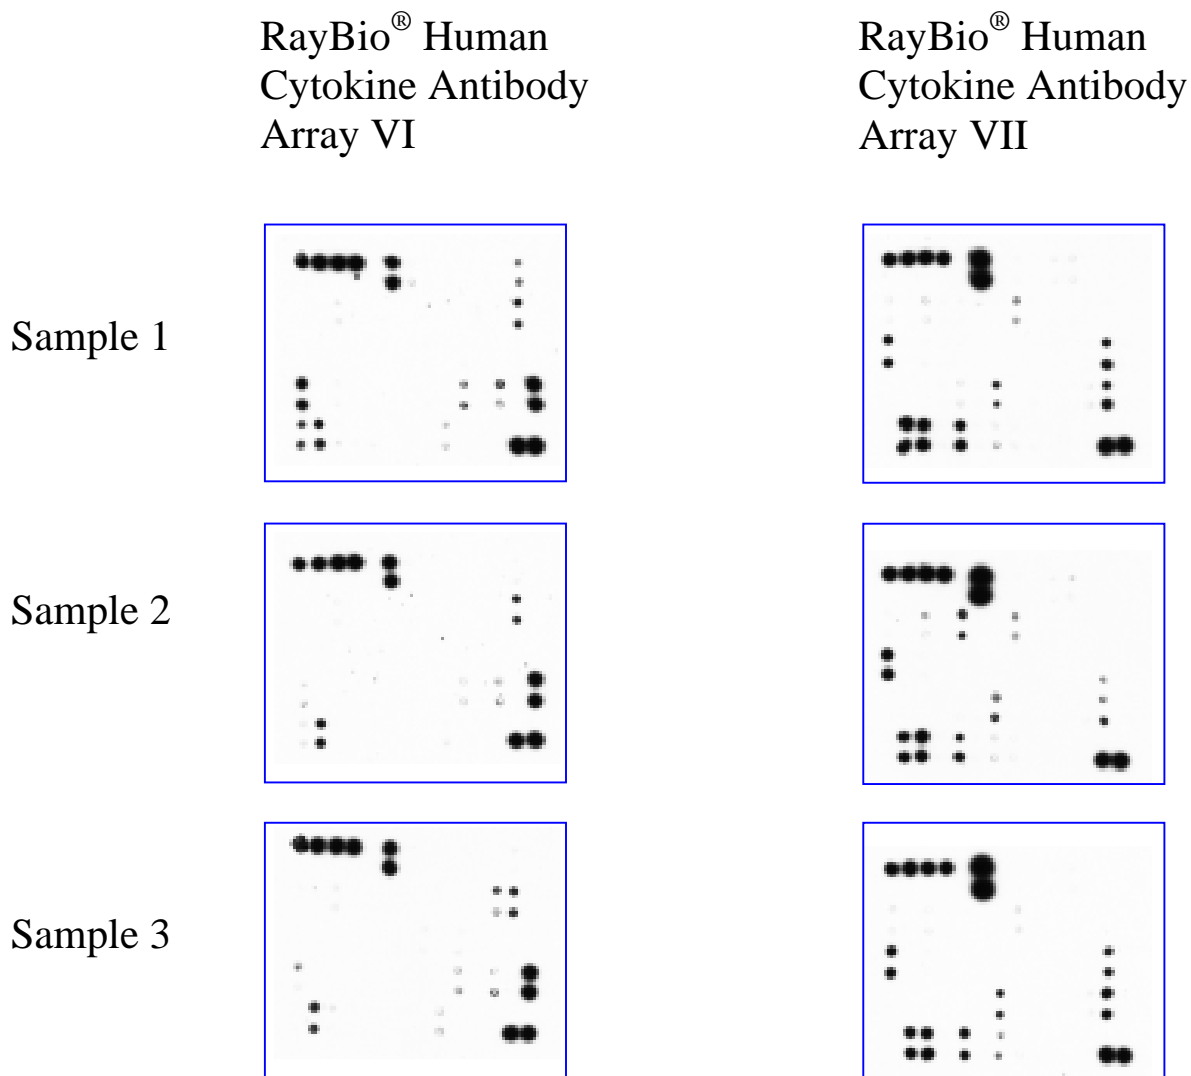 RayBio® Human
Cytokine Antibody
Array VI
RayBio® Human
Cytokine Antibody
Array VII
Sample 1
Sample 2
Sample 3